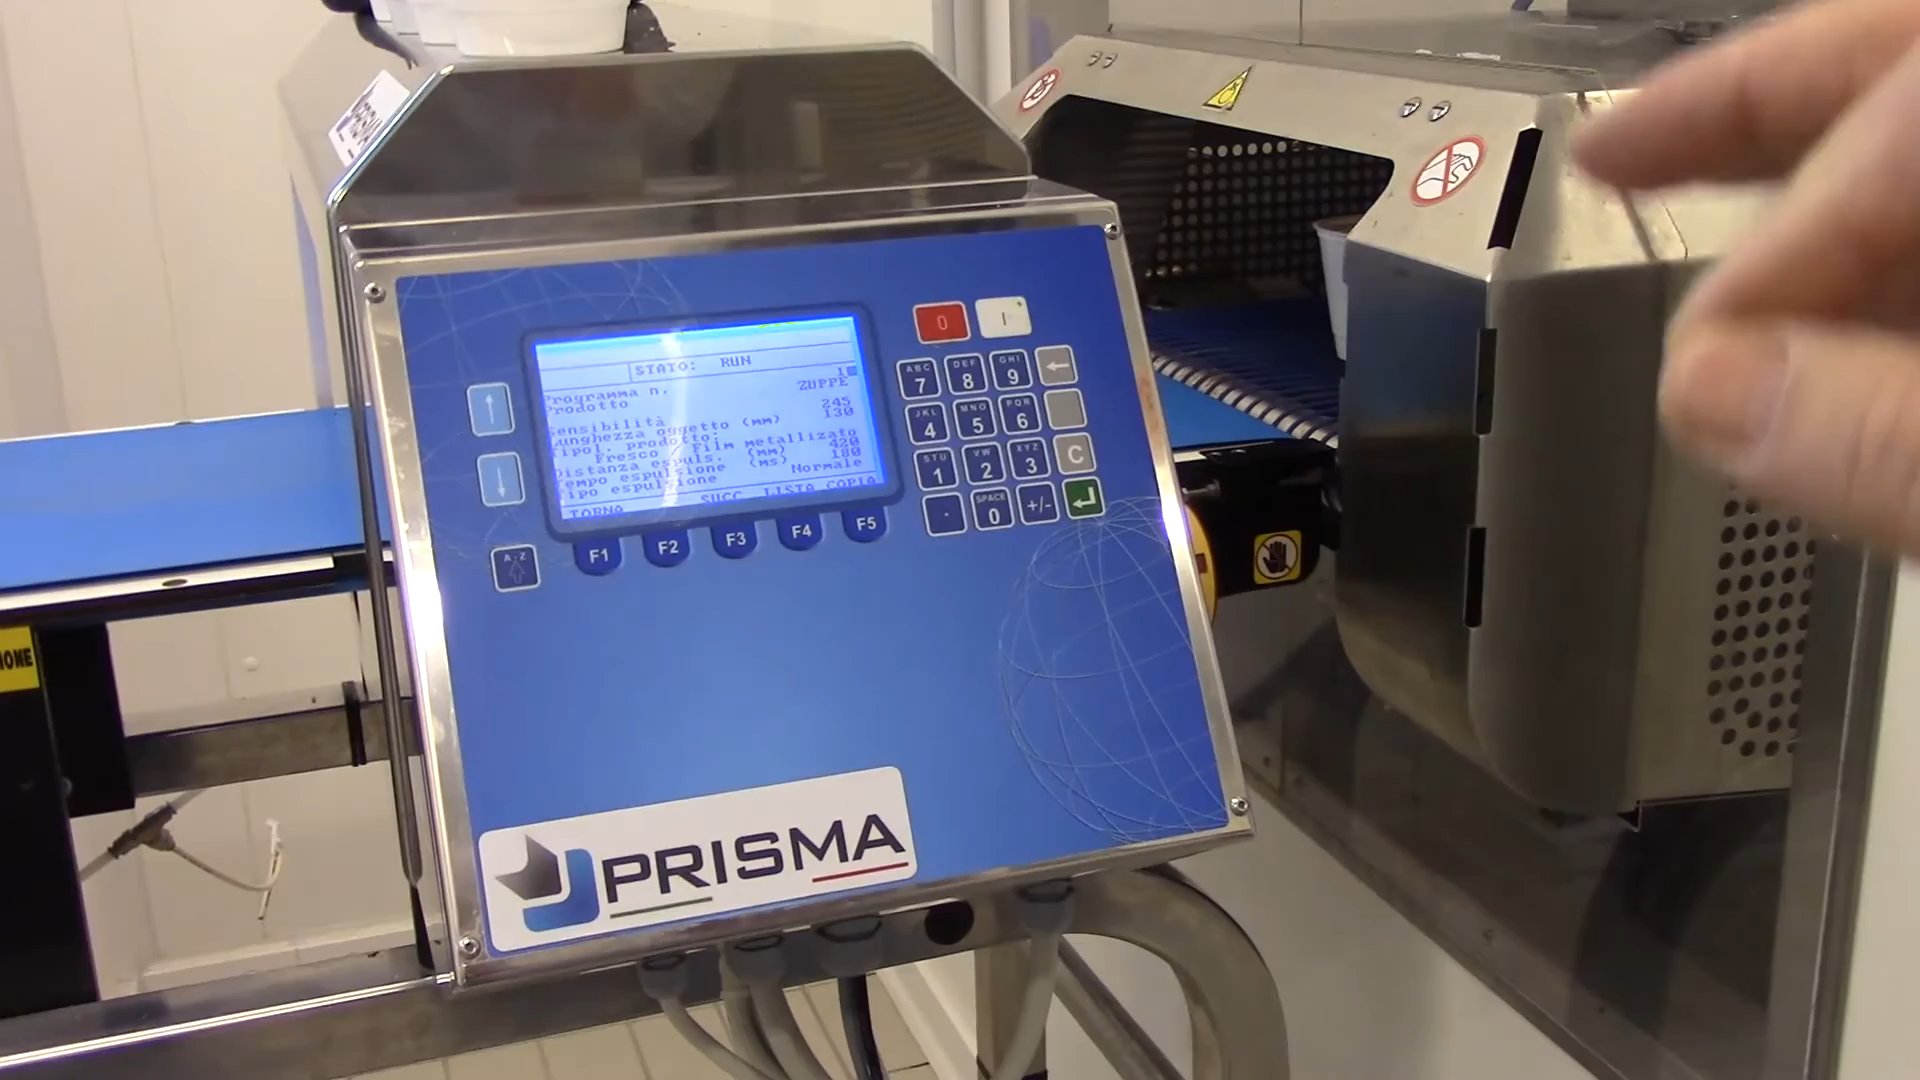 STATO: RUN
Programma n. 1
Prodotto ZUPPE
Sensibilità 245
Lunghezza oggetto (mm) 130
Tipol. prodotto:
Fresco / Film metallizato
Distanza espuls. (mm) 420
Tempo espulsione (ms) 180
Tipo espulsione Normale
TORNA SUCC. LISTA COPIA
F1 F2 F3 F4 F5
A-Z
0 I
ABC 7 DEF 8 GHI 9
JKL 4 MNO 5 PQR 6
STU 1 VW 2 XYZ 3 C
. SPACE 0 +/-
PRISMA
IONE